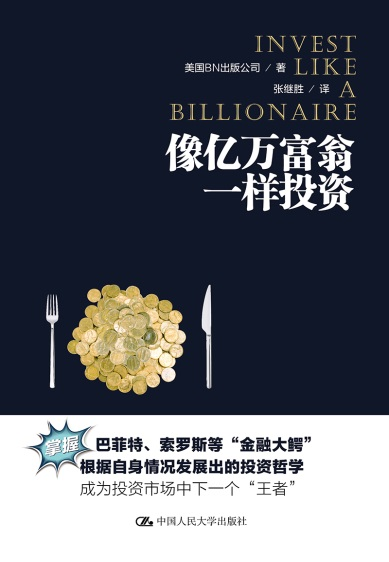 INVEST
美国BN出版公司 / 著
LIKE
张继胜 / 译
A
BILLIONAIRE
像亿万富翁
一样投资
掌握
巴菲特、索罗斯等“金融大鳄”
根据自身情况发展出的投资哲学
成为投资市场中下一个“王者”
中国人民大学出版社